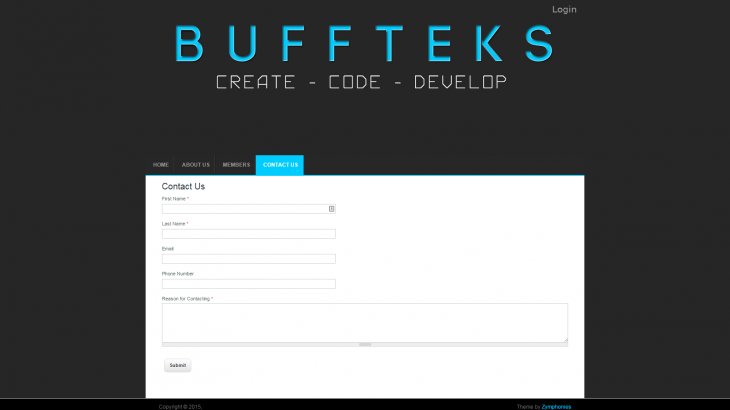 Login
BUFFTEKS
CREATE - CODE - DEVELOP
HOME ABOUT US MEMBERS CONTACT US
Contact Us
First Name *
Last Name *
Email
Phone Number
Reason for Contacting *
Submit
Copyright © 2015. Theme by Zymphonies